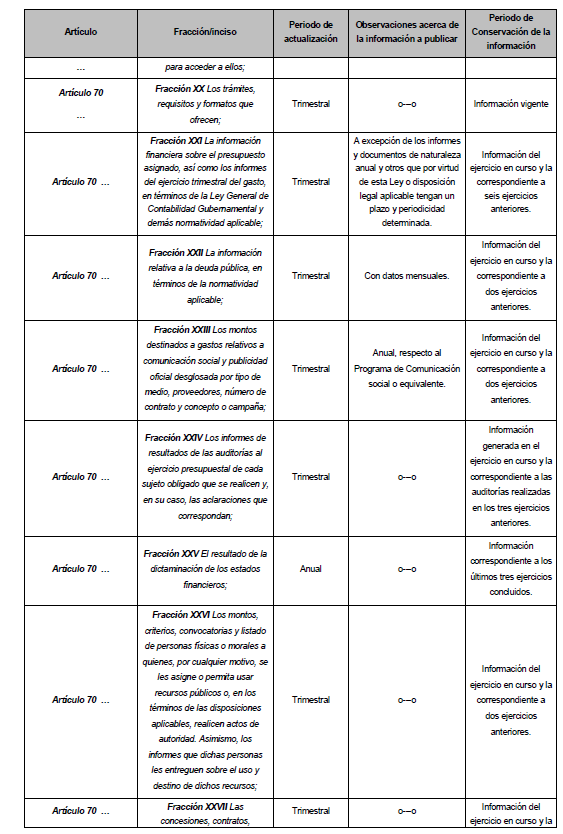 Artículo
Fracción/inciso
Periodo de
actualización
Observaciones acerca de
la información a publicar
Periodo de
Conservación de la
información
...
para acceder a ellos;
Artículo 70
...
Fracción XX Los trámites,
requisitos y formatos que
ofrecen;
Trimestral
o---o
Información vigente
Artículo 70 ...
Fracción XXI La información
financiera sobre el presupuesto
asignado, así como los informes
del ejercicio trimestral del gasto,
en términos de la Ley General de
Contabilidad Gubernamental y
demás normatividad aplicable;
Trimestral
A excepción de los informes
y documentos de naturaleza
anual y otros que por virtud
de esta Ley o disposición
legal aplicable tengan un
plazo y periodicidad
determinada.
Información del
ejercicio en curso y la
correspondiente a
seis ejercicios
anteriores.
Artículo 70 ...
Fracción XXII La información
relativa a la deuda pública, en
términos de la normatividad
aplicable;
Trimestral
Con datos mensuales.
Información del
ejercicio en curso y la
correspondiente a
dos ejercicios
anteriores.
Artículo 70 ...
Fracción XXIII Los montos
destinados a gastos relativos a
comunicación social y publicidad
oficial desglosada por tipo de
medio, proveedores, número de
contrato y concepto o campaña;
Trimestral
Anual, respecto al
Programa de Comunicación
social o equivalente.
Información del
ejercicio en curso y la
correspondiente a
dos ejercicios
anteriores.
Artículo 70 ...
Fracción XXIV Los informes de
resultados de las auditorías al
ejercicio presupuestal de cada
sujeto obligado que se realicen y,
en su caso, las aclaraciones que
correspondan;
Trimestral
o---o
Información
generada en el
ejercicio en curso y la
correspondiente a las
auditorías realizadas
en los tres ejercicios
anteriores.
Artículo 70 ...
Fracción XXV El resultado de la
dictaminación de los estados
financieros;
Anual
o---o
Información
correspondiente a los
últimos tres ejercicios
concluidos.
Artículo 70 ...
Fracción XXVI Los montos,
criterios, convocatorias y listado
de personas físicas o morales a
quienes, por cualquier motivo, se
les asigne o permita usar
recursos públicos o, en los
términos de las disposiciones
aplicables, realicen actos de
autoridad. Asimismo, los
informes que dichas personas
les entreguen sobre el uso y
destino de dichos recursos;
Trimestral
o---o
Información del
ejercicio en curso y la
correspondiente a
dos ejercicios
anteriores.
Artículo 70 ...
Fracción XXVII Las
concesiones, contratos,
Trimestral
o---o
Información del
ejercicio en curso y la